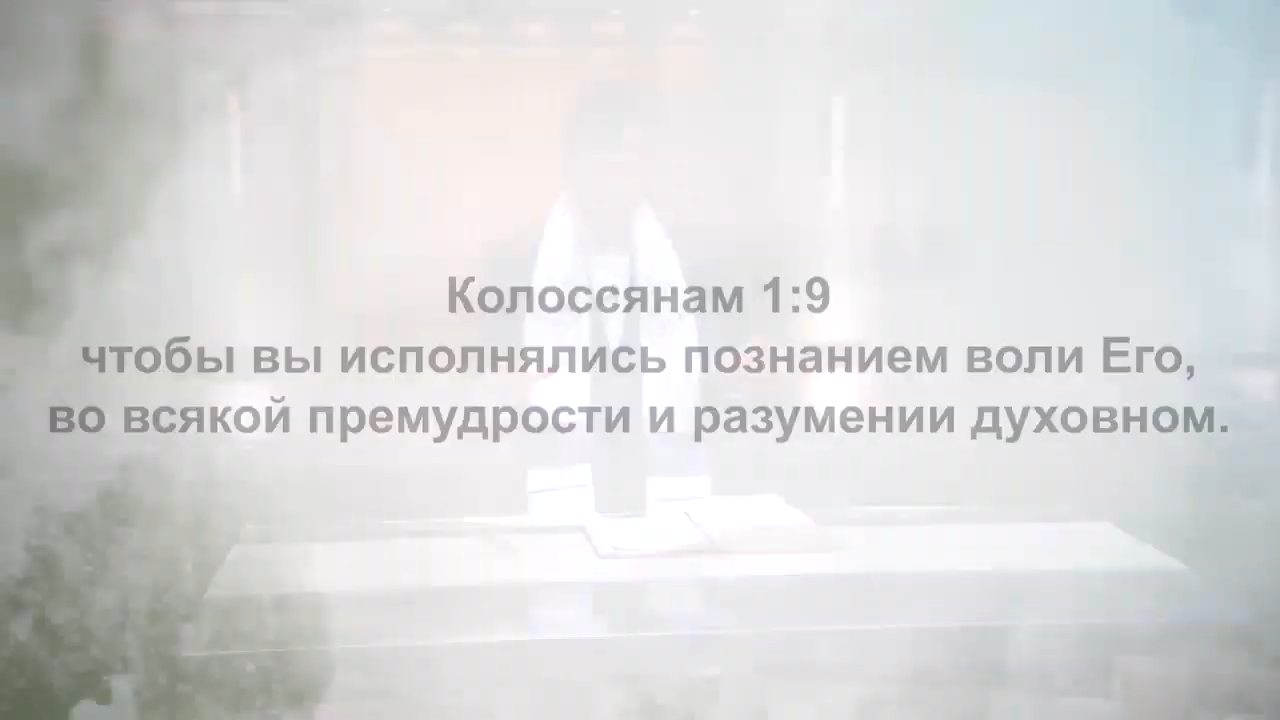 Колоссянам 1:9
чтобы вы исполнялись познанием воли Его,
во всякой премудрости и разумении духовном.